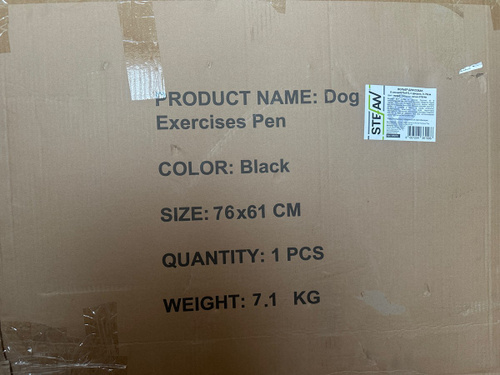 PRODUCT NAME: Dog
Exercises Pen
COLOR: Black
SIZE: 76x61 CM
QUANTITY: 1 PCS
WEIGHT: 7.1 KG
STEFAN